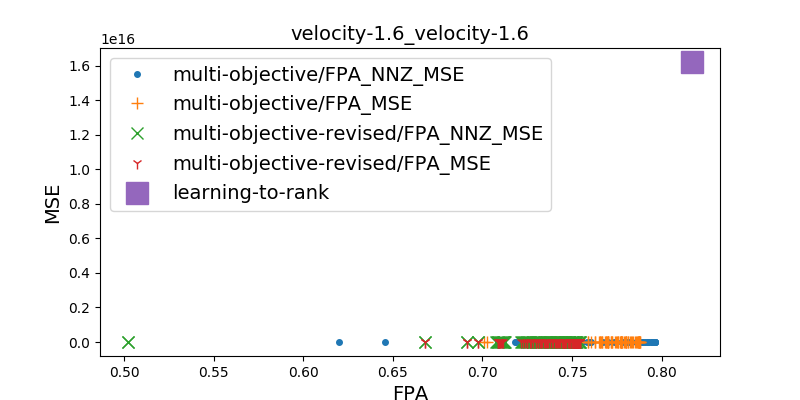 velocity-1.6_velocity-1.6
1e16
multi-objective/FPA_NNZ_MSE
multi-objective/FPA_MSE
multi-objective-revised/FPA_NNZ_MSE
multi-objective-revised/FPA_MSE
learning-to-rank
MSE
1.6
1.4
1.2
1.0
0.8
0.6
0.4
0.2
0.0
0.50 0.55 0.60 0.65 0.70 0.75 0.80
FPA